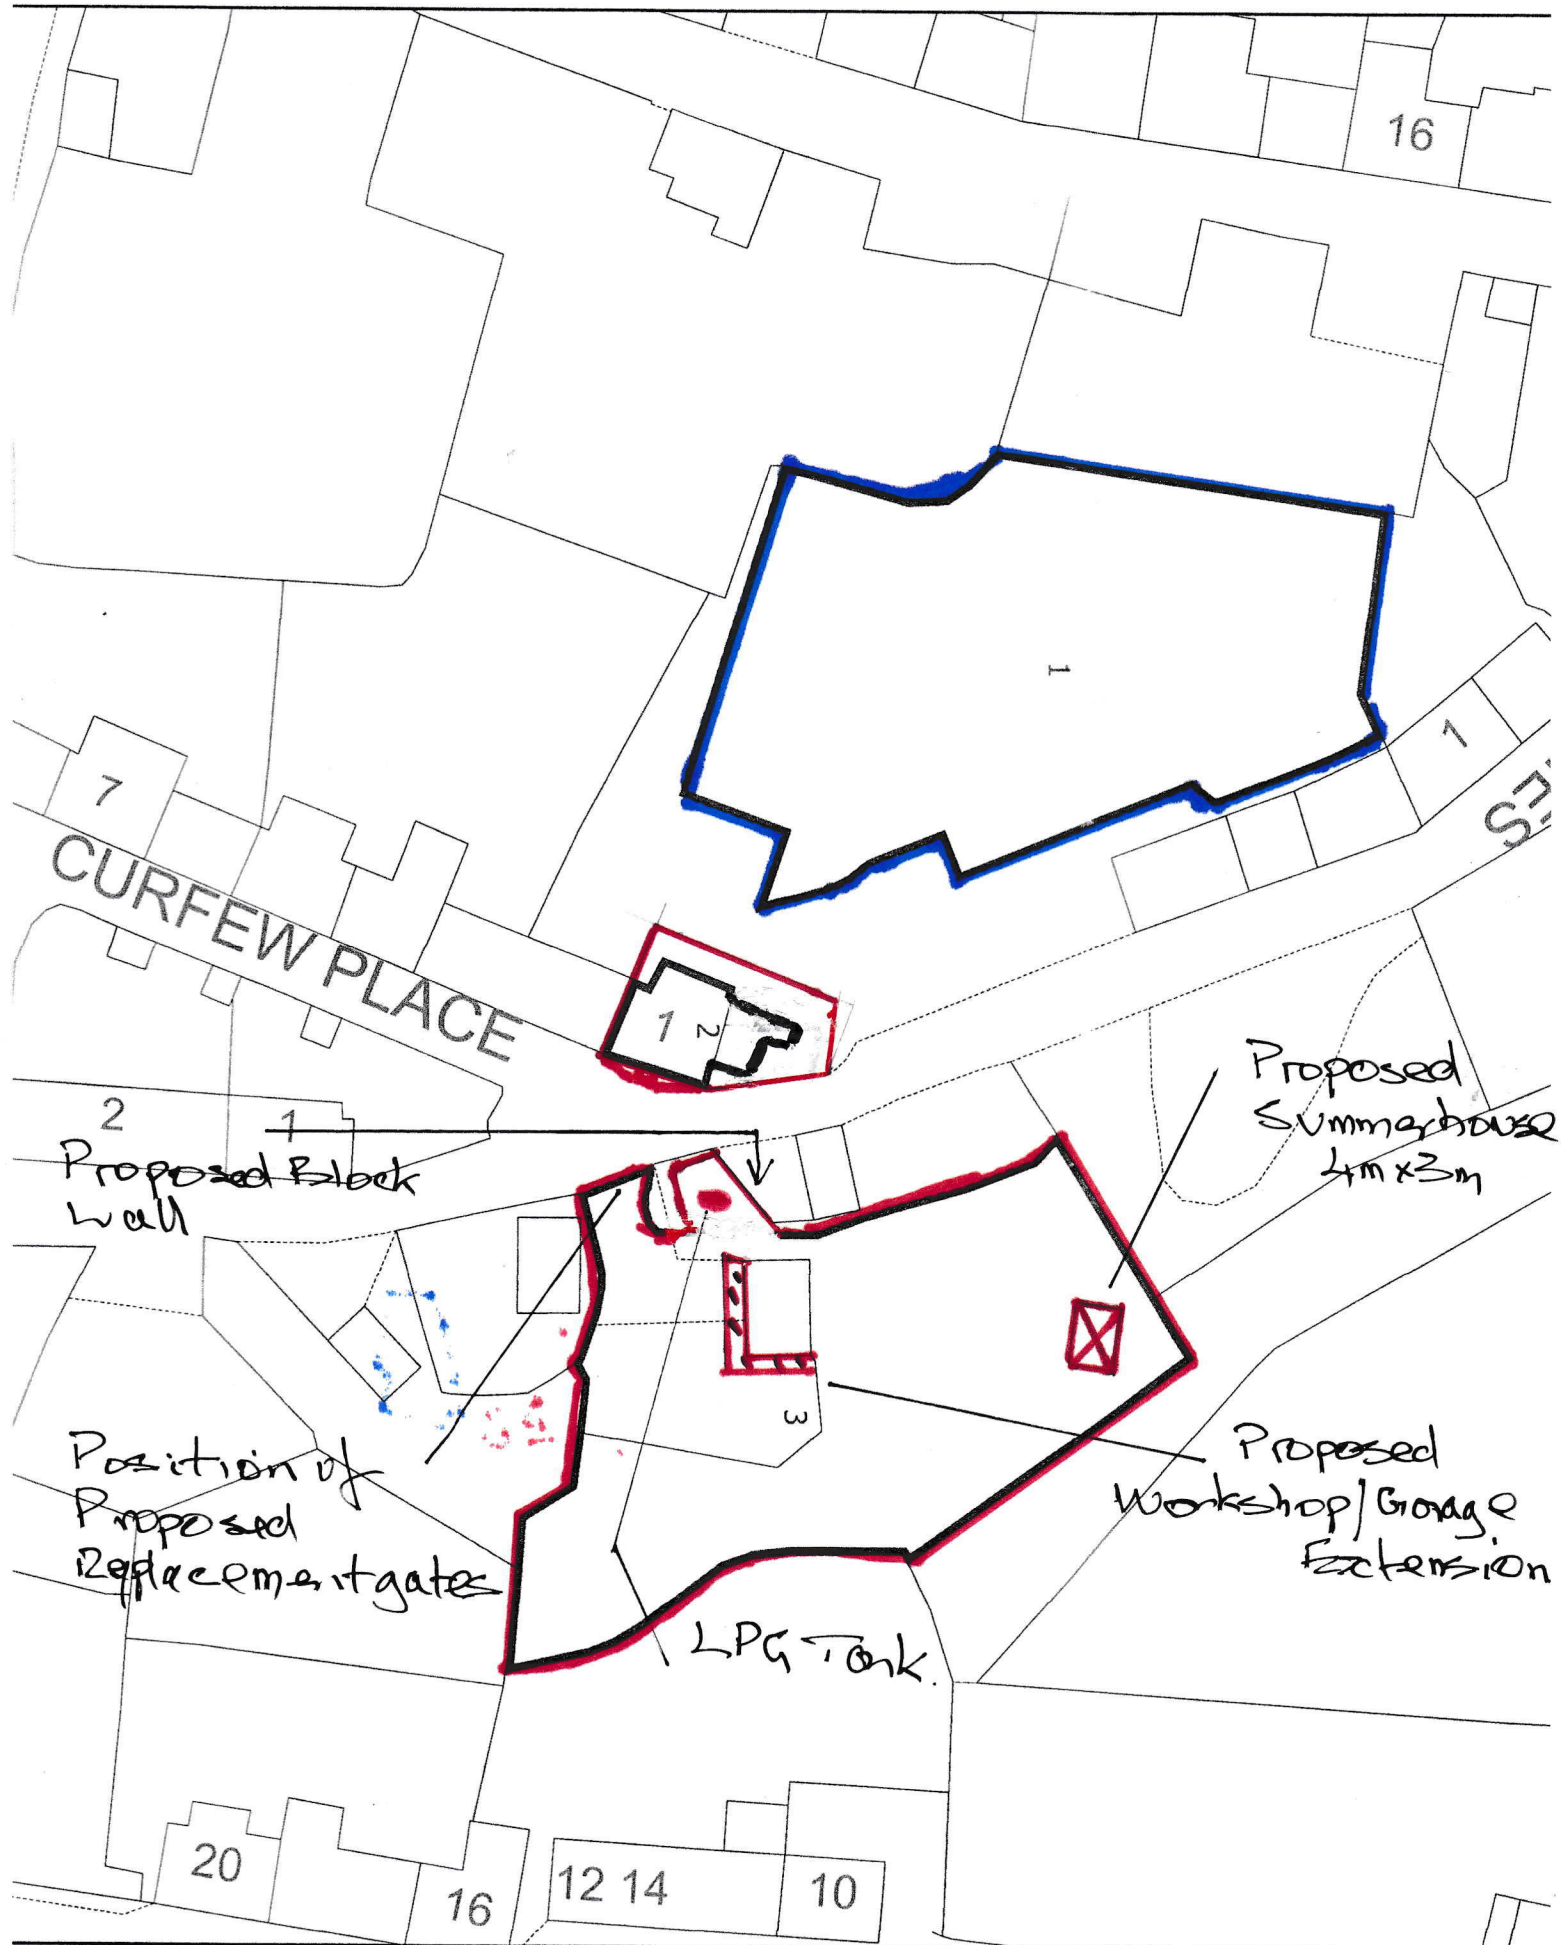 16
1
1
7
CURFEW PLACE
1
2
2
1
Proposed
Summerhouse
4m x 3m
Proposed Block
Wall
3
Position of
Proposed
Replacement gates
Proposed
Workshop/Garage
Extension
LPG Tank.
20
16
12 14
10